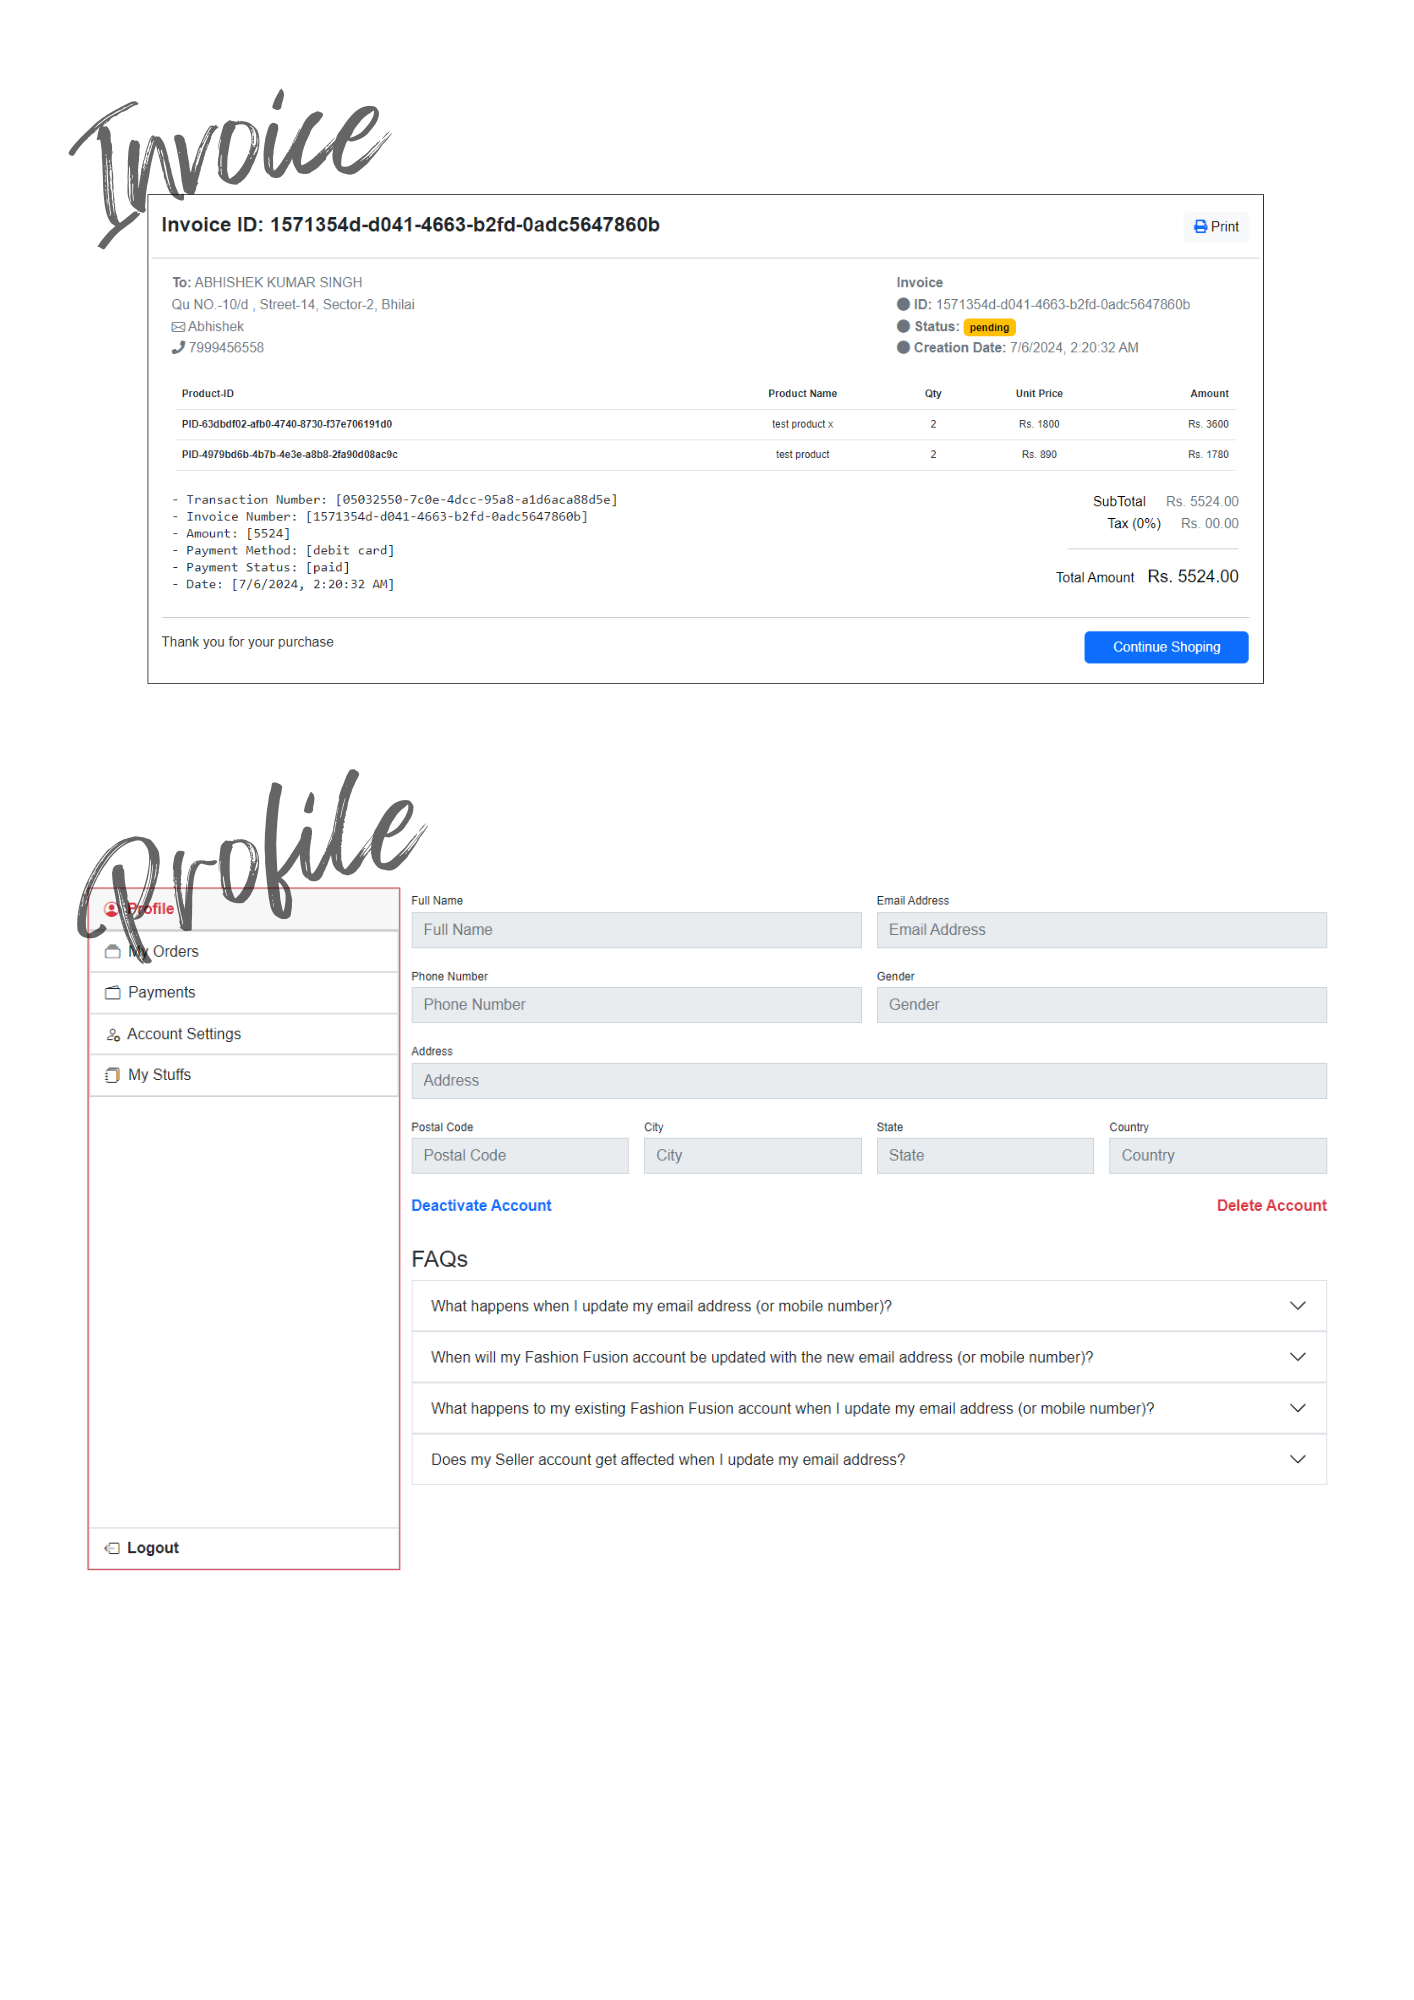 Invoice
Invoice ID: 1571354d-d041-4663-b2fd-0adc5647860b
Print
To: ABHISHEK KUMAR SINGH
Qu NO.-10/d , Street-14, Sector-2, Bhilai
Abhishek
7999456558
Invoice
ID: 1571354d-d041-4663-b2fd-0adc5647860b
Status: pending
Creation Date: 7/6/2024, 2:20:32 AM
Product-ID Product Name Qty Unit Price Amount
PID-63dbdf02-afb0-4740-8730-f37e706191d0 test product x 2 Rs. 1800 Rs. 3600
PID-4979bd6b-4b7b-4e3e-a8b8-2fa90d08ac9c test product 2 Rs. 890 Rs. 1780
- Transaction Number: [05032550-7c0e-4dcc-95a8-a1d6aca88d5e]
- Invoice Number: [1571354d-d041-4663-b2fd-0adc5647860b]
- Amount: [5524]
- Payment Method: [debit card]
- Payment Status: [paid]
- Date: [7/6/2024, 2:20:32 AM]
SubTotal Rs. 5524.00
Tax (0%) Rs. 00.00
Total Amount Rs. 5524.00
Thank you for your purchase
Continue Shoping
Profile
Profile
My Orders
Payments
Account Settings
My Stuffs
Logout
Full Name Email Address
Full Name Email Address
Phone Number Gender
Phone Number Gender
Address
Address
Postal Code City State Country
Postal Code City State Country
Deactivate Account Delete Account
FAQs
What happens when I update my email address (or mobile number)?
When will my Fashion Fusion account be updated with the new email address (or mobile number)?
What happens to my existing Fashion Fusion account when I update my email address (or mobile number)?
Does my Seller account get affected when I update my email address?